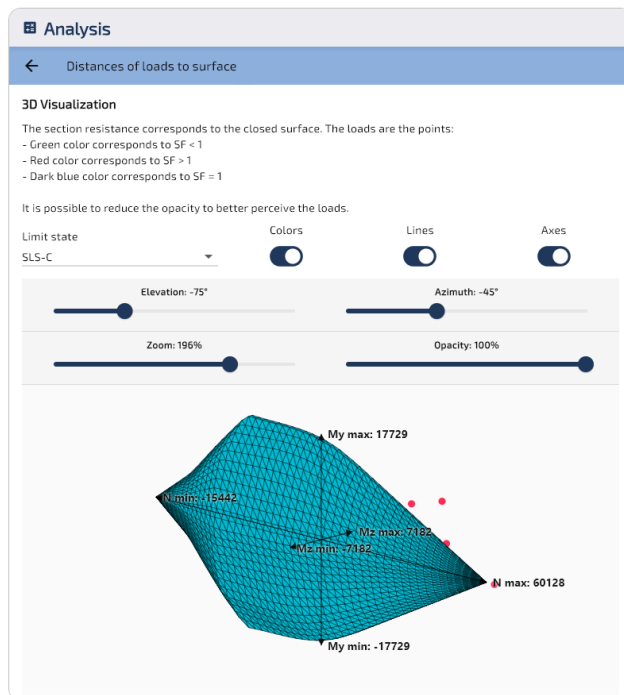 Analysis
Distances of loads to surface
3D Visualization
The section resistance corresponds to the closed surface. The loads are the points:
- Green color corresponds to SF < 1
- Red color corresponds to SF > 1
- Dark blue color corresponds to SF = 1
It is possible to reduce the opacity to better perceive the loads.
Limit state
Colors
Lines
Axes
SLS-C
Elevation: -75°
Azimuth: -45°
Zoom: 196%
Opacity: 100%
My max: 17729
N min: -15442
Mz max: 7182
Mz min: -7182
N max: 60128
My min: -17729